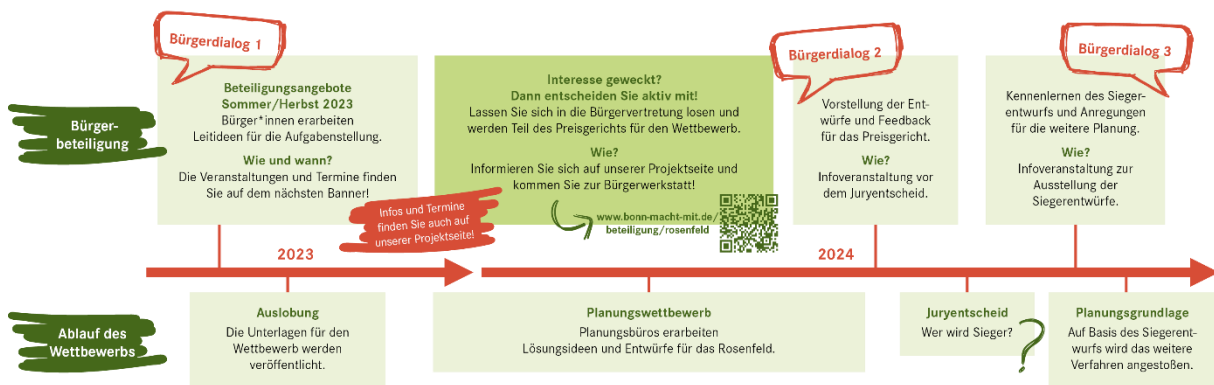 Bürgerdialog 1
Bürgerdialog 2
Bürgerdialog 3
Bürger-
beteiligung
Beteiligungsangebote
Sommer/Herbst 2023
Bürger*innen erarbeiten
Leitideen für die Aufgabenstellung.
Wie und wann?
Die Veranstaltungen und Termine finden
Sie auf dem nächsten Banner!
Interesse geweckt?
Dann entscheiden Sie aktiv mit!
Lassen Sie sich in die Bürgervertretung losen und
werden Teil des Preisgerichts für den Wettbewerb.
Wie?
Informieren Sie sich auf unserer Projektseite und
kommen Sie zur Bürgerwerkstatt!
www.bonn-macht-mit.de/
beteiligung/rosenfeld
Infos und Termine
finden Sie auch auf
unserer Projektseite!
Vorstellung der Ent-
würfe und Feedback
für das Preisgericht.
Wie?
Infoveranstaltung vor
dem Juryentscheid.
Kennenlernen des Sieger-
entwurfs und Anregungen
für die weitere Planung.
Wie?
Infoveranstaltung zur
Ausstellung der
Siegerentwürfe.
2023
2024
Ablauf des
Wettbewerbs
Auslobung
Die Unterlagen für den
Wettbewerb werden
veröffentlicht.
Planungswettbewerb
Planungsbüros erarbeiten
Lösungsideen und Entwürfe für das Rosenfeld.
Juryentscheid
Wer wird Sieger?
?
Planungsgrundlage
Auf Basis des Siegerent-
wurfs wird das weitere
Verfahren angestoßen.